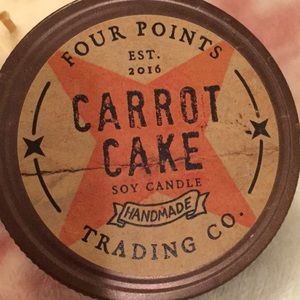 FOUR POINTS
EST.
2016
CARROT
CAKE
SOY CANDLE
HANDMADE
TRADING CO.